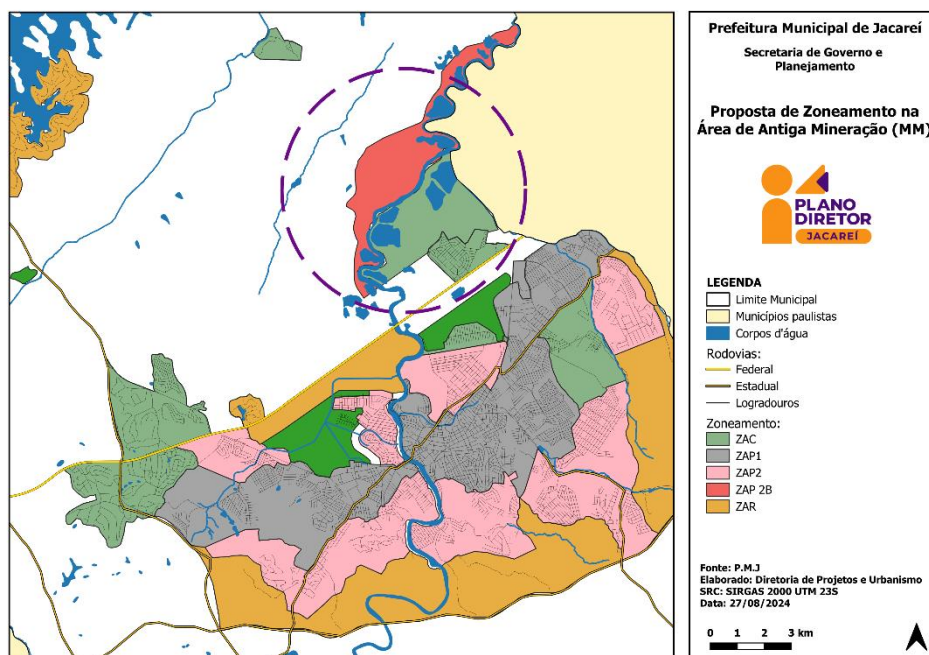 Prefeitura Municipal de Jacareí
Secretaria de Governo e
Planejamento
Proposta de Zoneamento na
Área de Antiga Mineração (MM)
PLANO
DIRETOR
JACAREÍ
LEGENDA
Limite Municipal
Municípios paulistas
Corpos d'água
Rodovias:
Federal
Estadual
Logradouros
Zoneamento:
ZAC
ZAP1
ZAP2
ZAP 2B
ZAR
Fonte: P.M.J
Elaborado: Diretoria de Projetos e Urbanismo
SRC: SIRGAS 2000 UTM 23S
Data: 27/08/2024
0 1 2 3 km